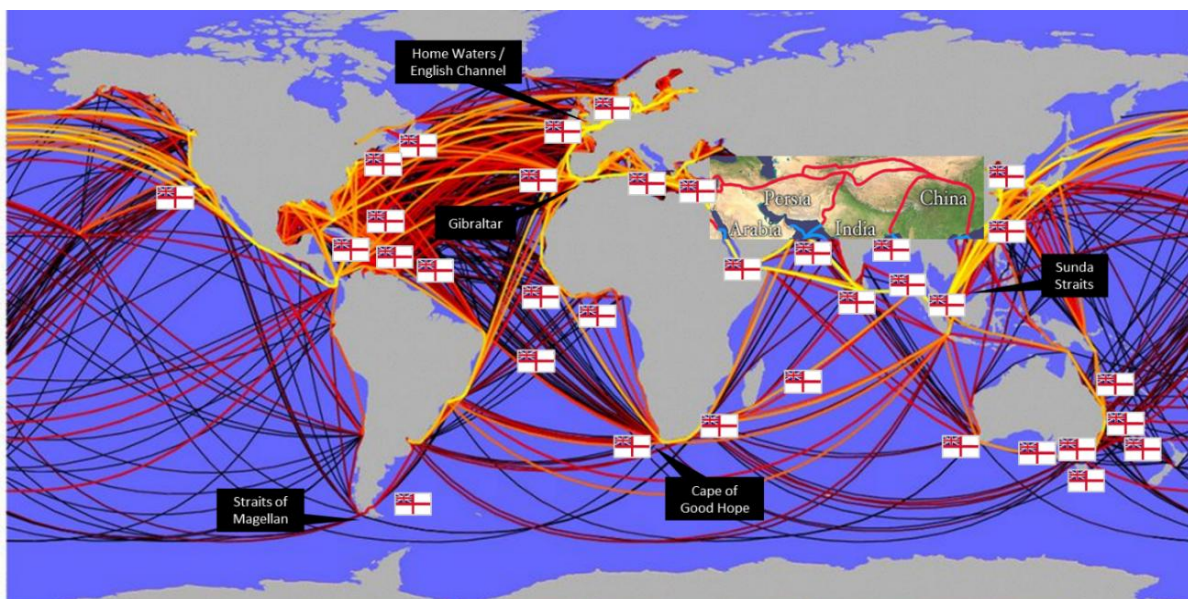 Home Waters /
English Channel
Gibraltar
Persia
China
Arabia
India
Sunda
Straits
Straits of
Magellan
Cape of
Good Hope